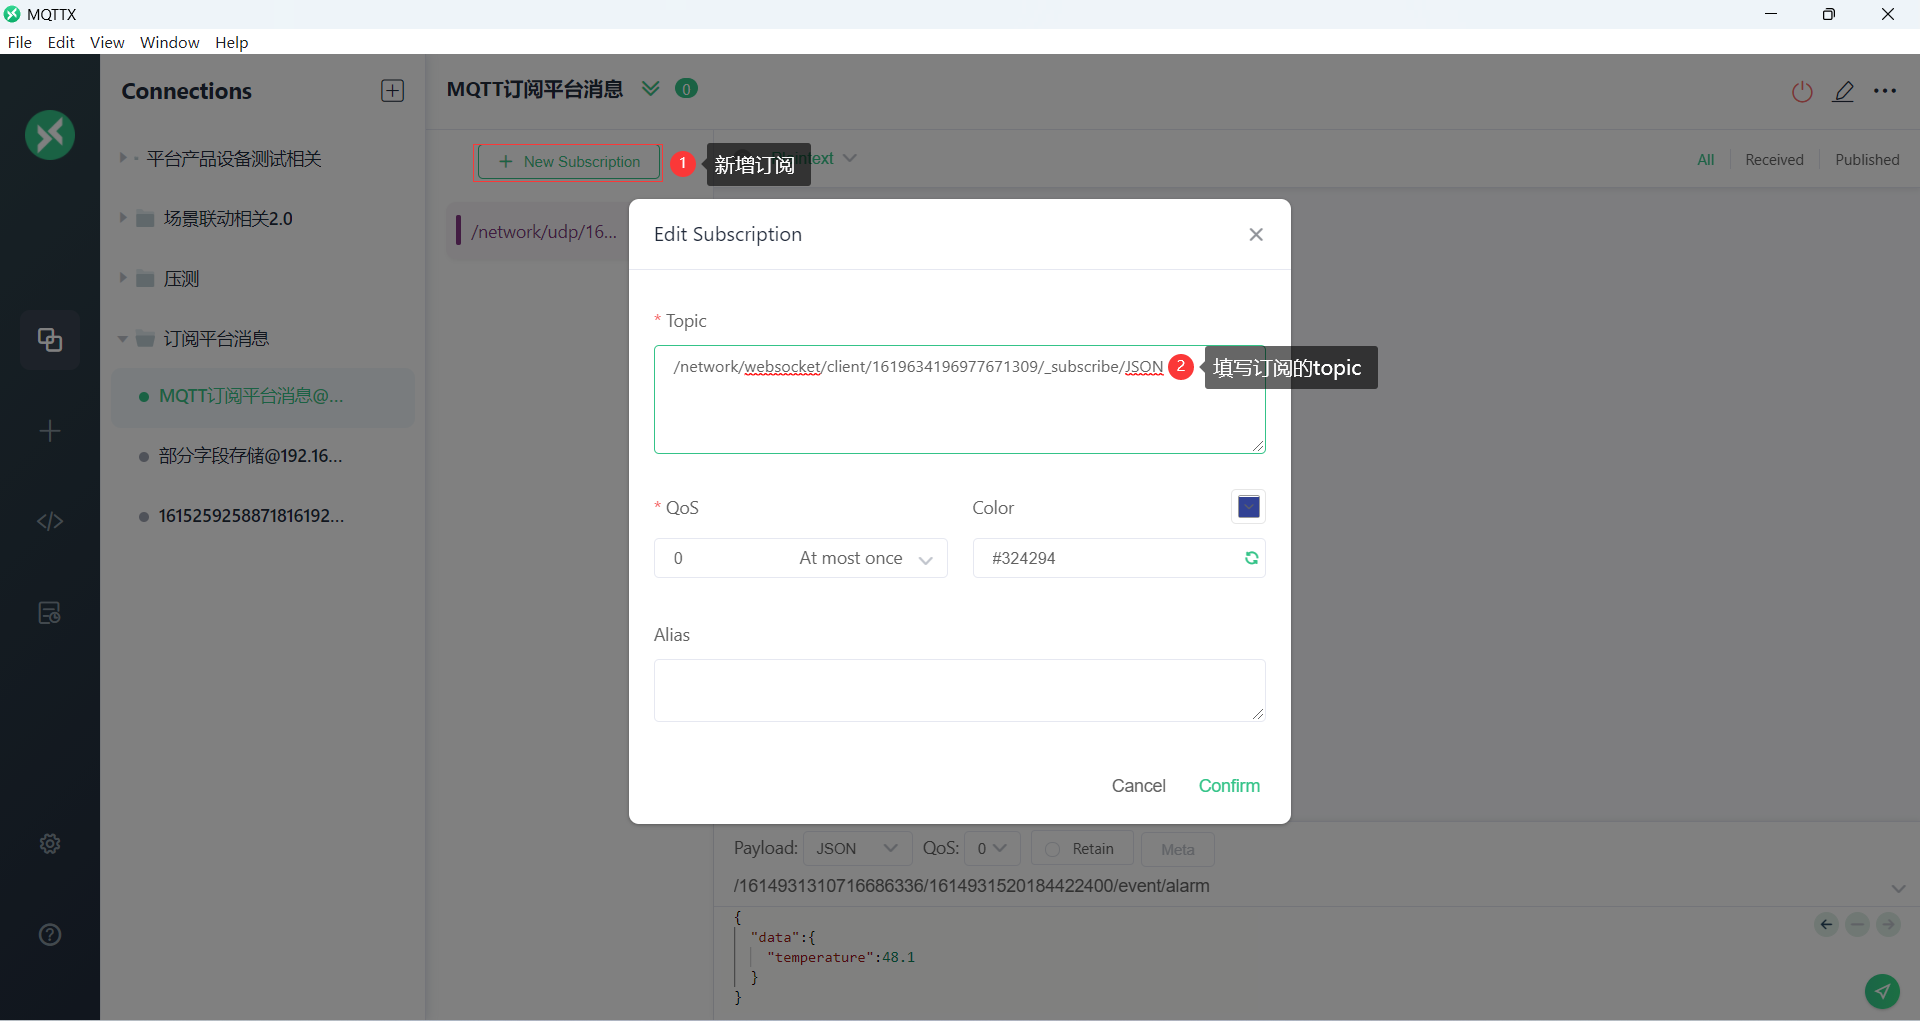 MQTTX
File Edit View Window Help
Connections
平台产品设备测试相关
场景联动相关2.0
压测
订阅平台消息
MQTT订阅平台消息@...
部分字段存储@192.16...
1615259258871816192...
MQTT订阅平台消息 0
New Subscription 1 新增订阅
All Received Published
/network/udp/16...
Edit Subscription
* Topic
/network/websocket/client/1619634196977671309/_subscribe/JSON 2 填写订阅的topic
* QoS Color
0 At most once #324294
Alias
Cancel Confirm
Payload: JSON QoS: 0 Retain Meta
/1614931310716686336/1614931520184422400/event/alarm
{
"data":{
"temperature":48.1
}
}